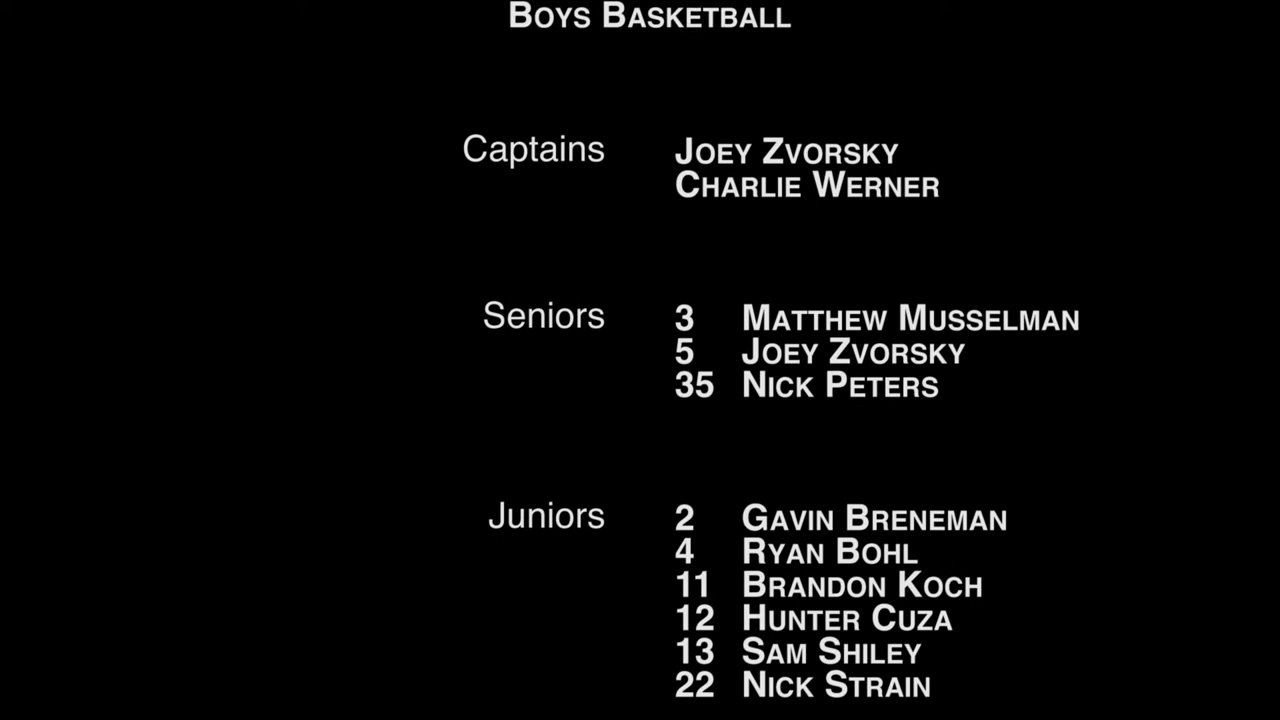 BOYS BASKETBALL
Captains JOEY ZVORSKY
CHARLIE WERNER
Seniors 3 MATTHEW MUSSELMAN
5 JOEY ZVORSKY
35 NICK PETERS
Juniors 2 GAVIN BRENEMAN
4 RYAN BOHL
11 BRANDON KOCH
12 HUNTER CUZA
13 SAM SHILEY
22 NICK STRAIN